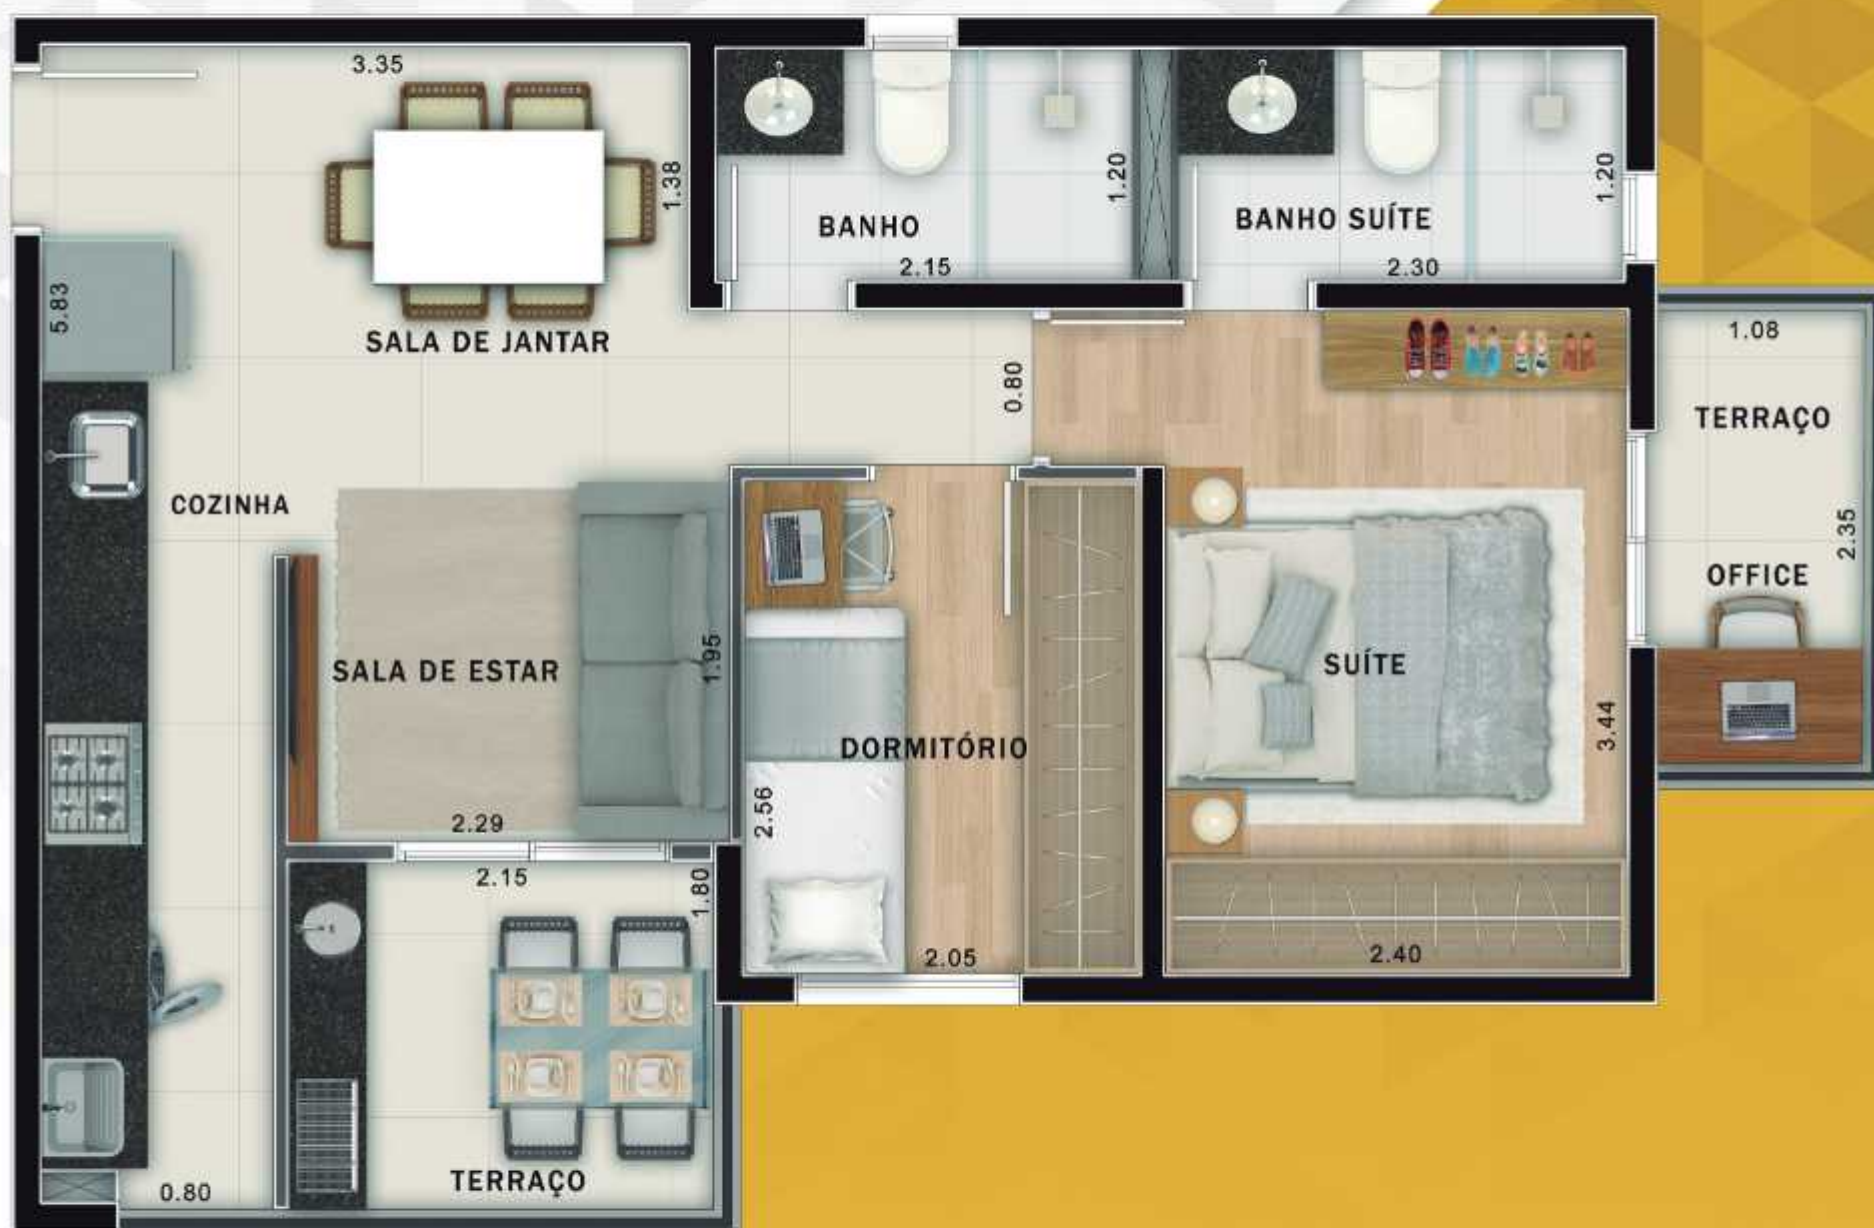 3.35
1.38
BANHO
2.15
1.20
BANHO SUÍTE
2.30
1.20
5.83
SALA DE JANTAR
0.80
1.08
TERRAÇO
2.35
OFFICE
COZINHA
SALA DE ESTAR
1.95
2.29
DORMITÓRIO
2.56
2.05
SUÍTE
3.44
2.40
2.15
1.80
TERRAÇO
0.80